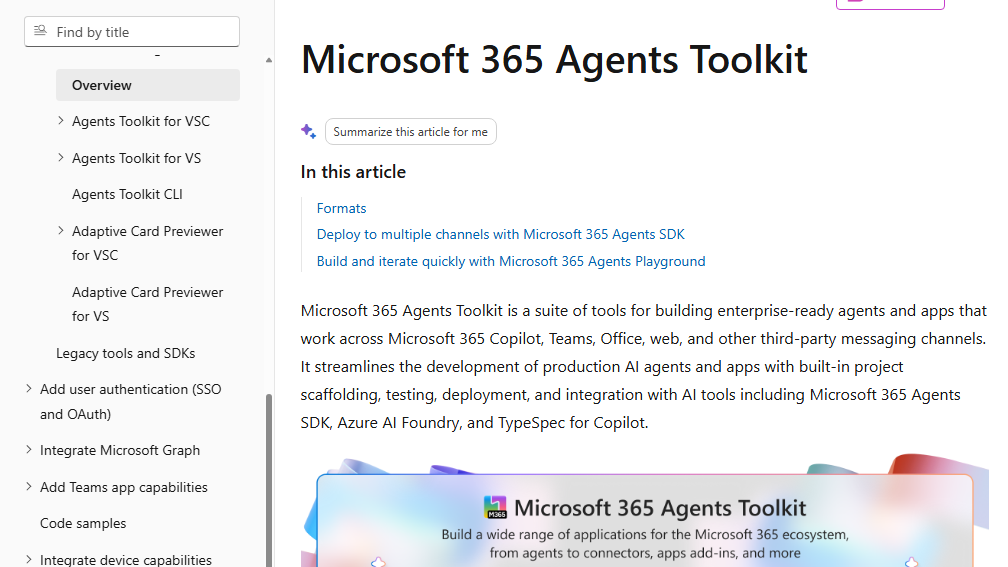 Find by title
Overview
Agents Toolkit for VSC
Agents Toolkit for VS
Agents Toolkit CLI
Adaptive Card Previewer
for VSC
Adaptive Card Previewer
for VS
Legacy tools and SDKs
Add user authentication (SSO
and OAuth)
Integrate Microsoft Graph
Add Teams app capabilities
Code samples
Integrate device capabilities
Microsoft 365 Agents Toolkit
Summarize this article for me
In this article
Formats
Deploy to multiple channels with Microsoft 365 Agents SDK
Build and iterate quickly with Microsoft 365 Agents Playground
Microsoft 365 Agents Toolkit is a suite of tools for building enterprise-ready agents and apps that
work across Microsoft 365 Copilot, Teams, Office, web, and other third-party messaging channels.
It streamlines the development of production AI agents and apps with built-in project
scaffolding, testing, deployment, and integration with AI tools including Microsoft 365 Agents
SDK, Azure AI Foundry, and TypeSpec for Copilot.
M365 Microsoft 365 Agents Toolkit
Build a wide range of applications for the Microsoft 365 ecosystem,
from agents to connectors, apps add-ins, and more